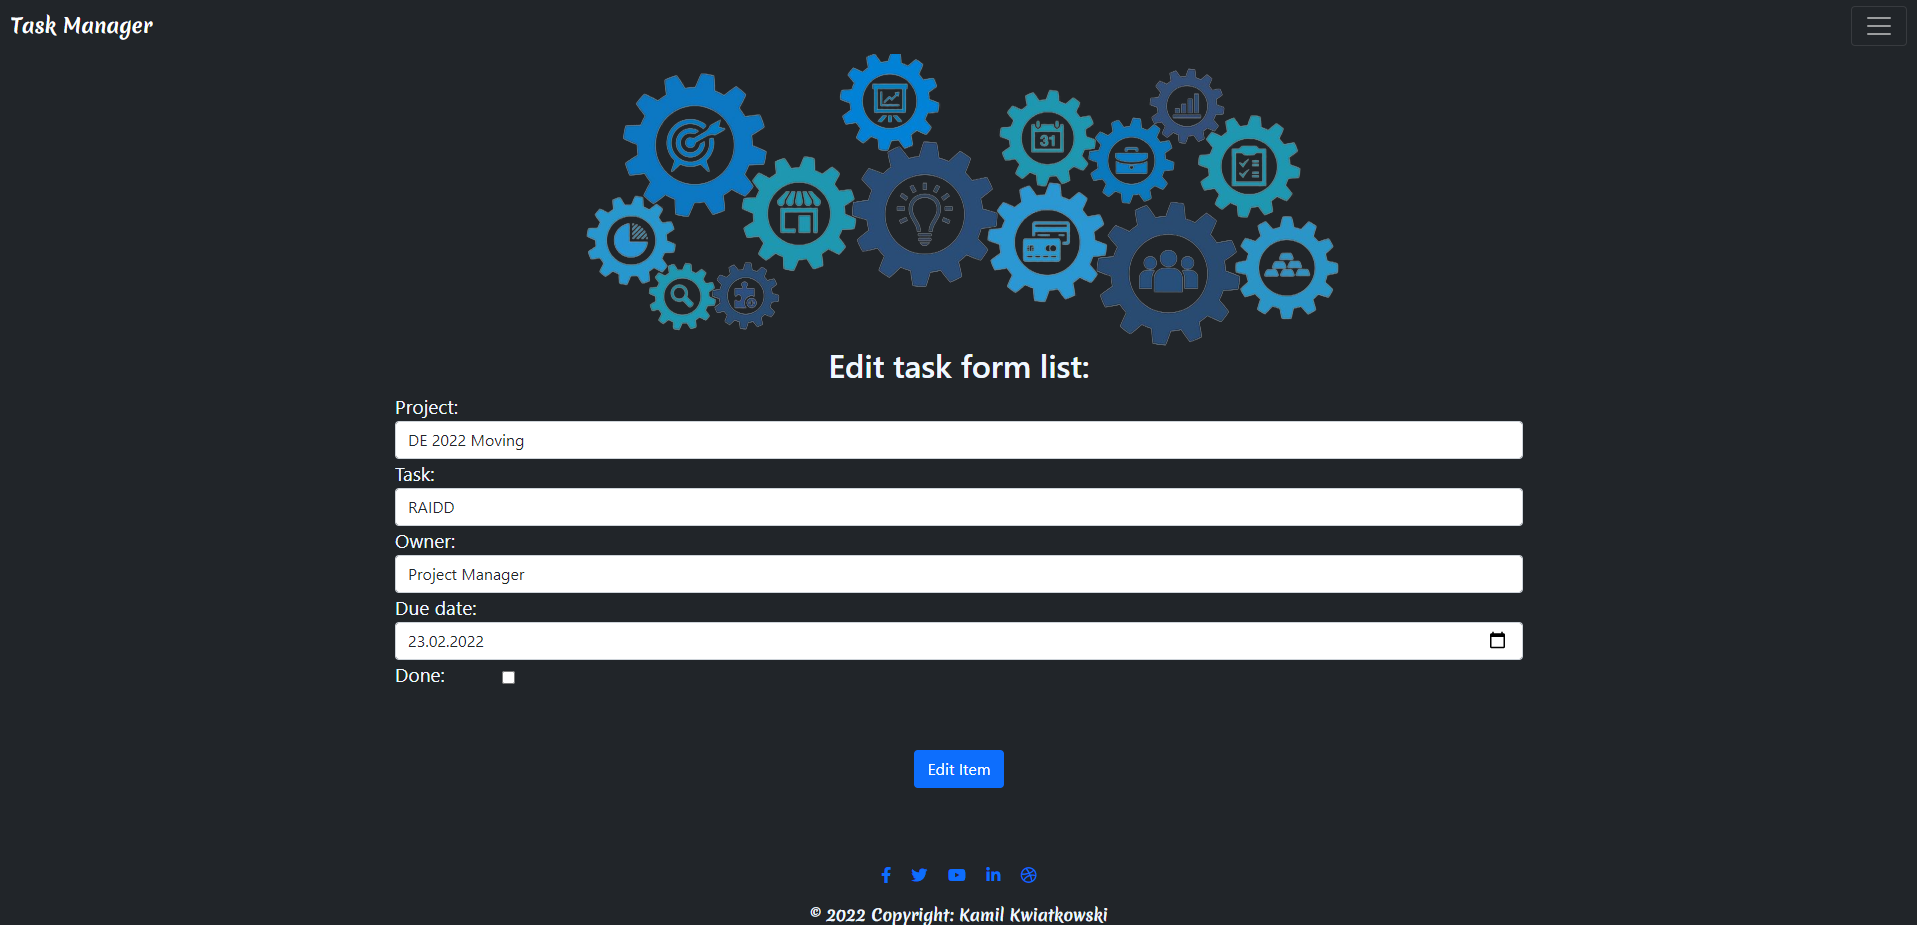 Task Manager
31
Edit task form list:
Project:
DE 2022 Moving
Task:
RAIDD
Owner:
Project Manager
Due date:
23.02.2022
Done:
Edit Item
© 2022 Copyright: Kamil Kwiatkowski